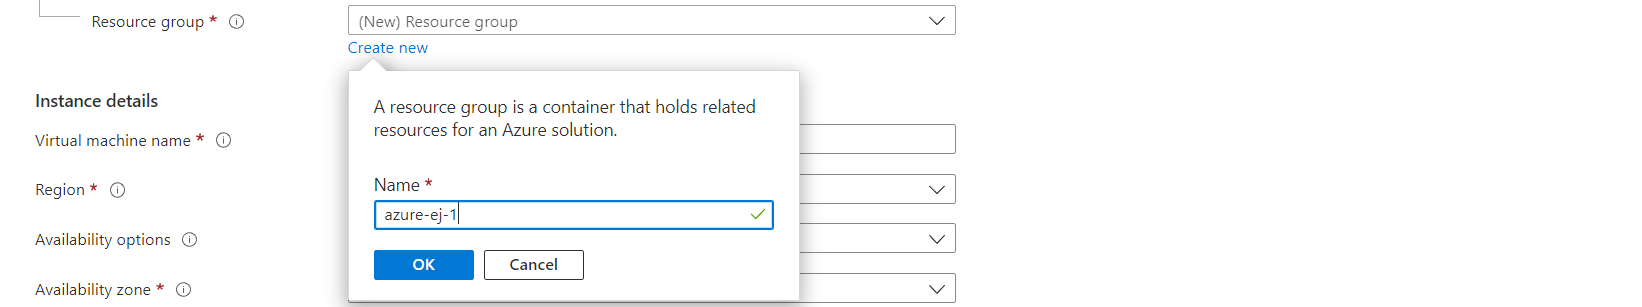 Resource group *
(New) Resource group
Create new
A resource group is a container that holds related
resources for an Azure solution.
Name *
azure-ej-1
OK
Cancel
Instance details
Virtual machine name *
Region *
Availability options
Availability zone *